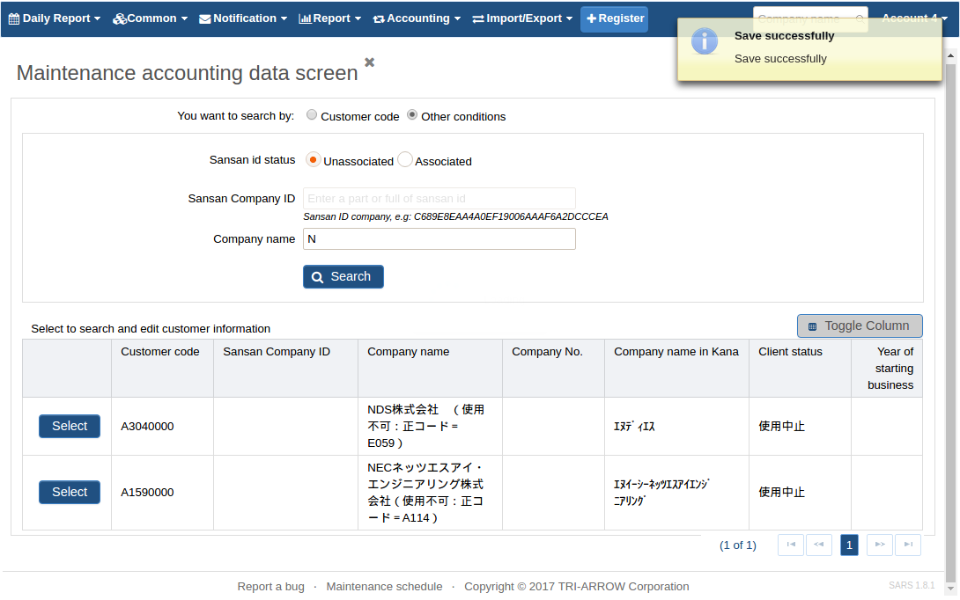 Daily Report Common Notification Report Accounting Import/Export Register Company name Account 4
Save successfully
Save successfully
Maintenance accounting data screen
You want to search by: Customer code Other conditions
Sansan id status Unassociated Associated
Sansan Company ID Enter a part or full of sansan id
Sansan ID company, e.g: C689E8EAA4A0EF19006AAAF6A2DCCCEA
Company name N
Search
Select to search and edit customer information
Toggle Column
Customer code Sansan Company ID Company name Company No. Company name in Kana Client status Year of
starting
business
NDS株式会社　（使用
Select A3040000 不可：正コード＝ ｴﾇﾃﾞｨｴｽ 使用中止
E059）
NECネッツエスアイ・
エンジニアリング株式 ｴﾇｲｰｼｰﾈｯﾂｴｽｱｲｴﾝｼﾞ
Select A1590000 会社（使用不可：正コ ﾆｱﾘﾝｸﾞ 使用中止
ード＝A114）
(1 of 1) 1
Report a bug · Maintenance schedule · Copyright © 2017 TRI-ARROW Corporation SARS 1.8.1